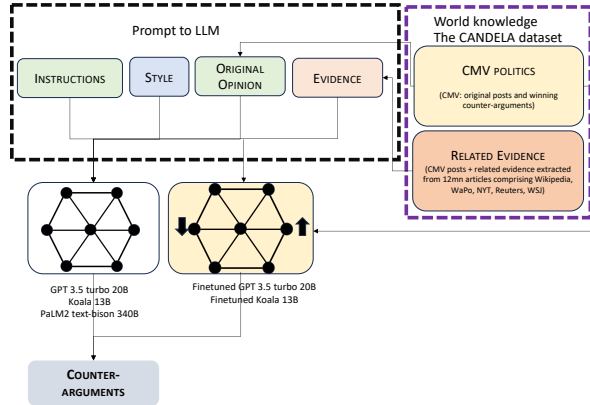 Prompt to LLM
INSTRUCTIONS
STYLE
ORIGINAL
OPINION
EVIDENCE
World knowledge
The CANDELA dataset
CMV POLITICS
(CMV: original posts and winning
counter-arguments)
RELATED EVIDENCE
(CMV posts + related evidence extracted
from 12mn articles comprising Wikipedia,
WaPo, NYT, Reuters, WSJ)
GPT 3.5 turbo 20B
Koala 13B
PaLM2 text-bison 340B
Finetuned GPT 3.5 turbo 20B
Finetuned Koala 13B
COUNTER-
ARGUMENTS